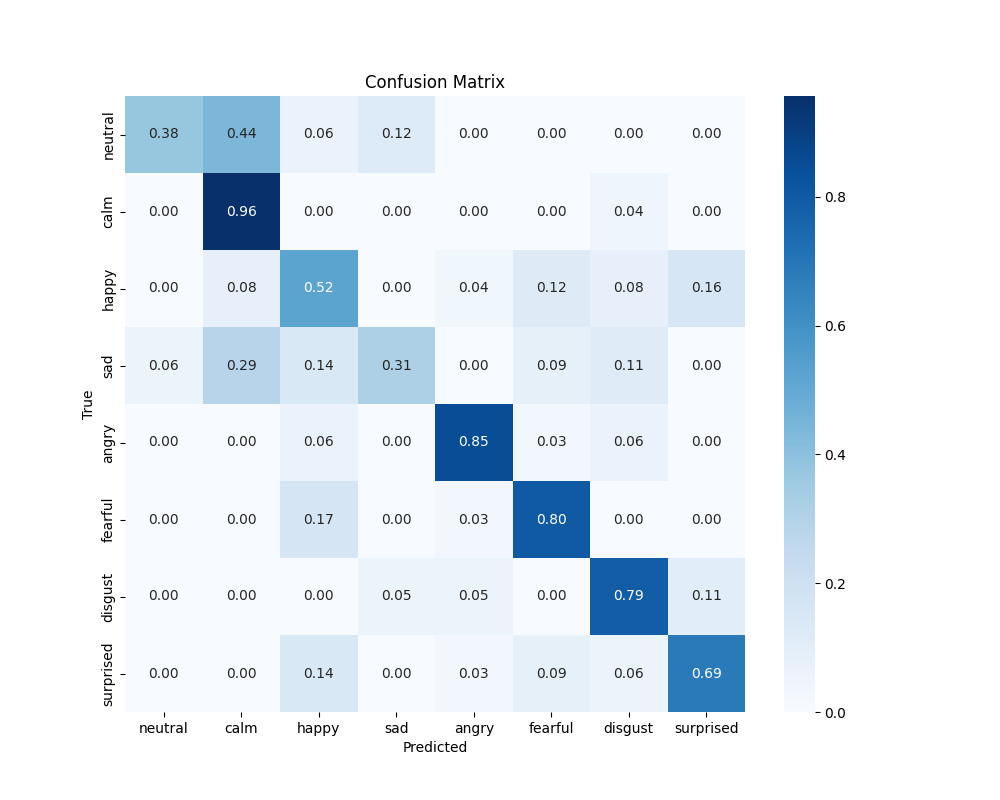 Confusion Matrix
neutral 0.38 0.44 0.06 0.12 0.00 0.00 0.00 0.00
calm 0.00 0.96 0.00 0.00 0.00 0.00 0.04 0.00
happy 0.00 0.08 0.52 0.00 0.04 0.12 0.08 0.16
sad 0.06 0.29 0.14 0.31 0.00 0.09 0.11 0.00
angry 0.00 0.00 0.06 0.00 0.85 0.03 0.06 0.00
fearful 0.00 0.00 0.17 0.00 0.03 0.80 0.00 0.00
disgust 0.00 0.00 0.00 0.05 0.05 0.00 0.79 0.11
surprised 0.00 0.00 0.14 0.00 0.03 0.09 0.06 0.69
neutral calm happy sad angry fearful disgust surprised
Predicted
True
0.8
0.6
0.4
0.2
0.0